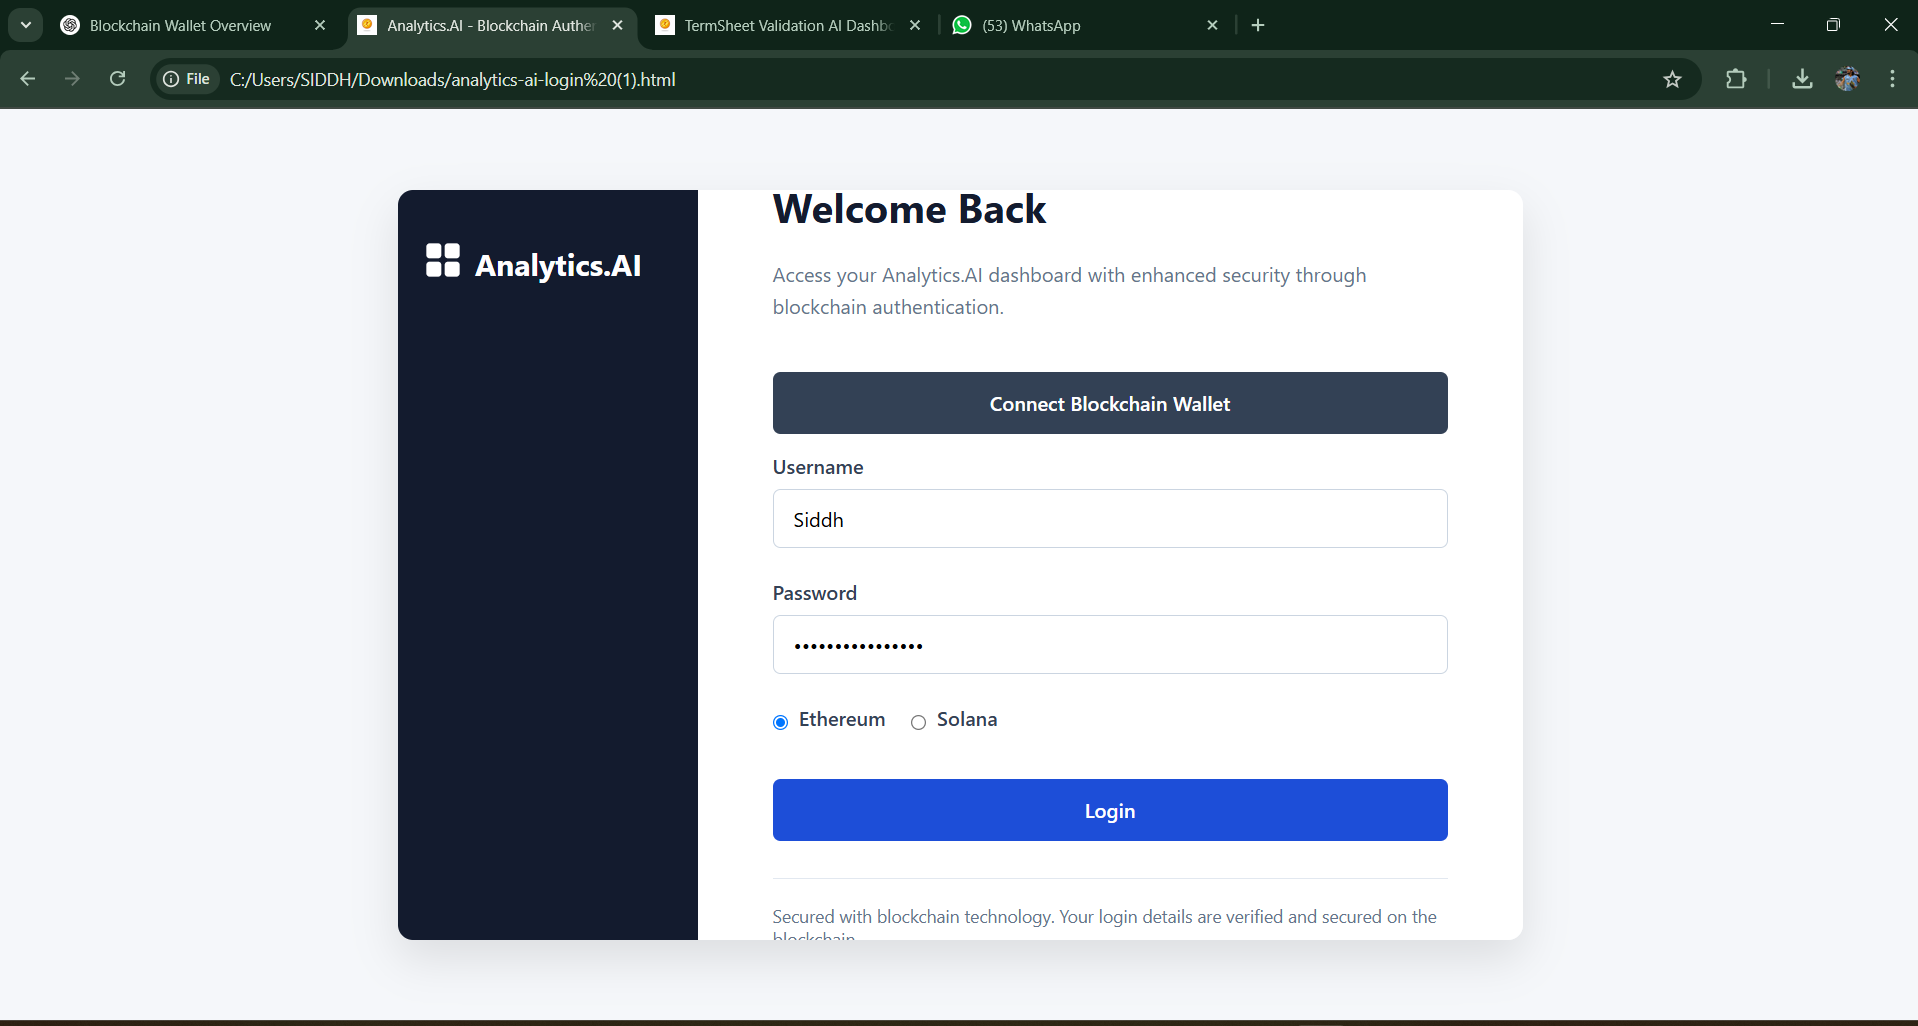 Blockchain Wallet Overview
Analytics.AI - Blockchain Auther
TermSheet Validation AI Dashbo
(53) WhatsApp
File
C:/Users/SIDDH/Downloads/analytics-ai-login%20(1).html
Analytics.AI
Welcome Back
Access your Analytics.AI dashboard with enhanced security through
blockchain authentication.
Connect Blockchain Wallet
Username
Siddh
Password
••••••••••••••••
Ethereum
Solana
Login
Secured with blockchain technology. Your login details are verified and secured on the
blockchain.